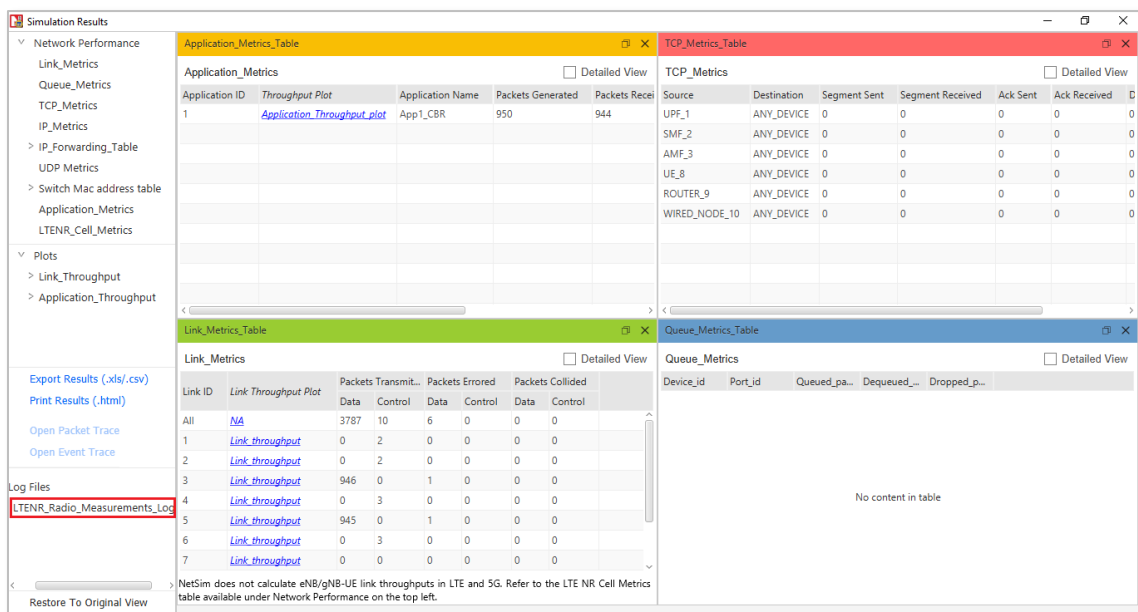 Simulation Results
Network Performance
Link_Metrics
Queue_Metrics
TCP_Metrics
IP_Metrics
IP_Forwarding_Table
UDP Metrics
Switch Mac address table
Application_Metrics
LTENR_Cell_Metrics
Plots
Link_Throughput
Application_Throughput
Export Results (.xls/.csv)
Print Results (.html)
Open Packet Trace
Open Event Trace
Log Files
LTENR_Radio_Measurements_Log
Restore To Original View
Application_Metrics_Table
Application_Metrics Detailed View
Application ID Throughput Plot Application Name Packets Generated Packets Recei
1 Application_Throughput_plot App1_CBR 950 944
TCP_Metrics_Table
TCP_Metrics Detailed View
Source Destination Segment Sent Segment Received Ack Sent Ack Received D
UPF_1 ANY_DEVICE 0 0 0 0 0
SMF_2 ANY_DEVICE 0 0 0 0 0
AMF_3 ANY_DEVICE 0 0 0 0 0
UE_8 ANY_DEVICE 0 0 0 0 0
ROUTER_9 ANY_DEVICE 0 0 0 0 0
WIRED_NODE_10 ANY_DEVICE 0 0 0 0 0
Link_Metrics_Table
Link_Metrics Detailed View
Link ID Link Throughput Plot Packets Transmit... Packets Errored Packets Collided
Data Control Data Control Data Control
All NA 3787 10 6 0 0 0
1 Link_throughput 0 2 0 0 0 0
2 Link_throughput 0 2 0 0 0 0
3 Link_throughput 946 0 1 0 0 0
4 Link_throughput 0 3 0 0 0 0
5 Link_throughput 945 0 1 0 0 0
6 Link_throughput 0 3 0 0 0 0
7 Link_throughput 0 0 0 0 0 0
NetSim does not calculate eNB/gNB-UE link throughputs in LTE and 5G. Refer to the LTE NR Cell Metrics
table available under Network Performance on the top left.
Queue_Metrics_Table
Queue_Metrics Detailed View
Device_id Port_id Queued_pa... Dequeued_... Dropped_p...
No content in table